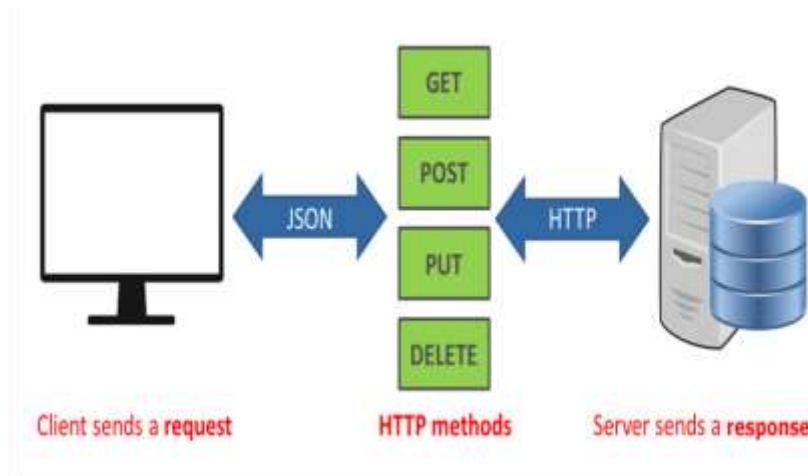 GET
POST
JSON
HTTP
PUT
DELETE
Client sends a request
HTTP methods
Server sends a response